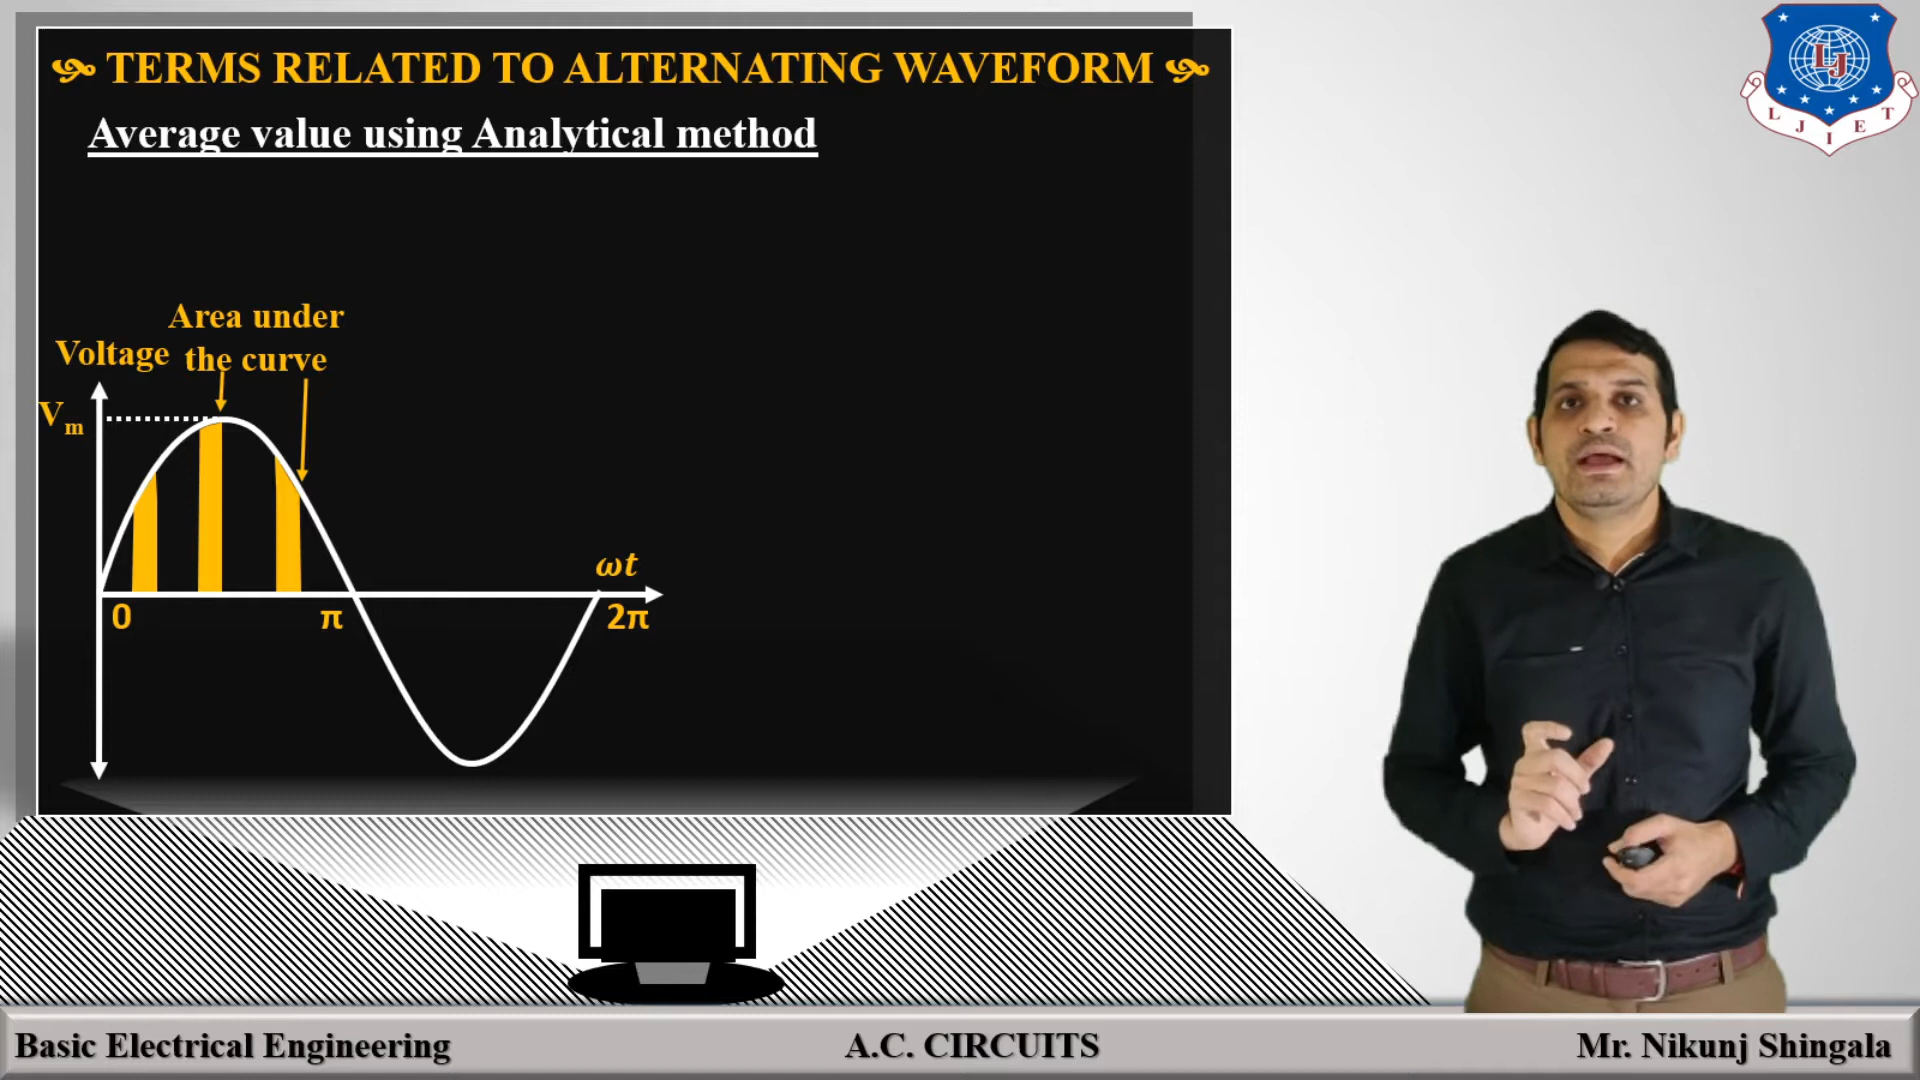 TERMS RELATED TO ALTERNATING WAVEFORM
Average value using Analytical method
Area under
the curve
Voltage
Vm
ωt
0
π
2π
LJ
L J I E T
Basic Electrical Engineering
A.C. CIRCUITS
Mr. Nikunj Shingala